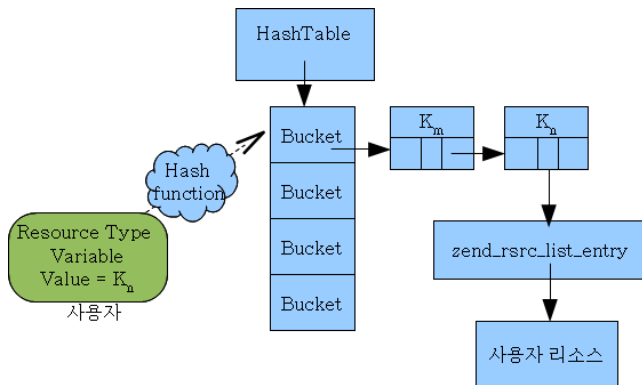 HashTable
Bucket
K_m
K_n
Hash
function
Bucket
Resource Type
Variable
Value = K_n
사용자
Bucket
zend_rsrc_list_entry
Bucket
사용자 리소스